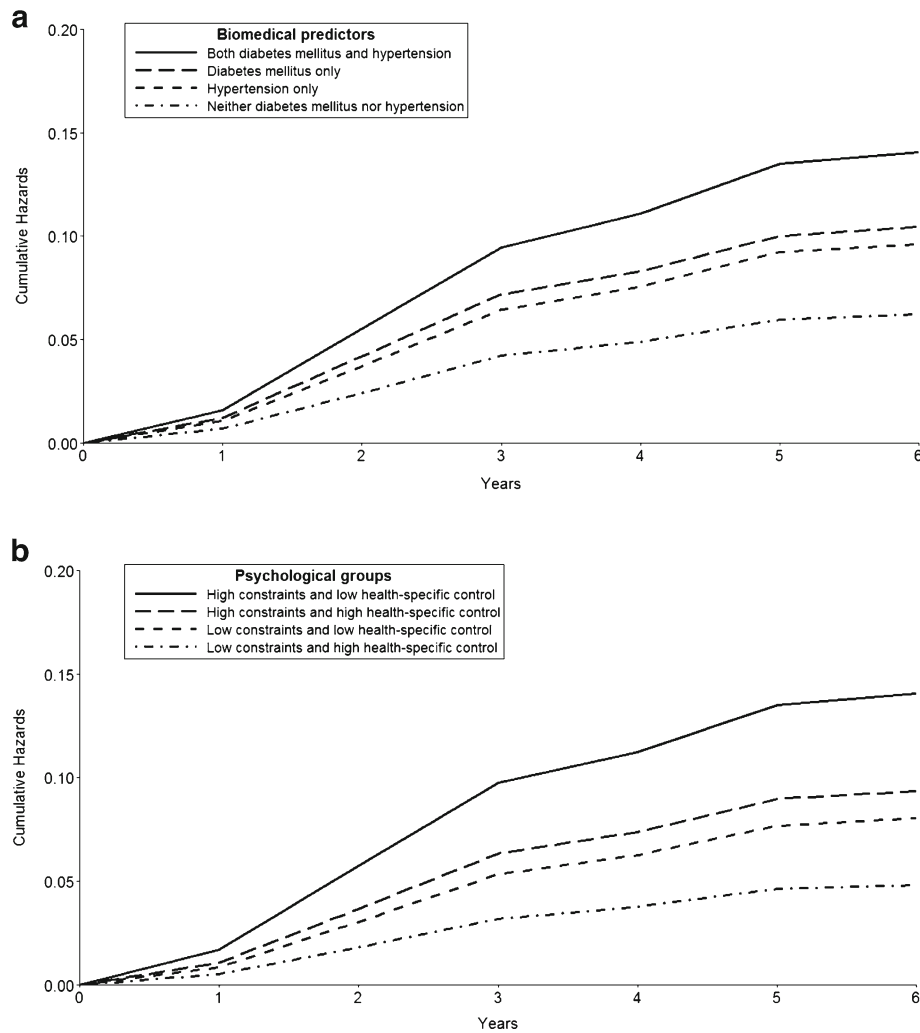 a
0.20
Biomedical predictors
Both diabetes mellitus and hypertension
Diabetes mellitus only
Hypertension only
Neither diabetes mellitus nor hypertension
0.15
0.10
0.05
0.00
Cumulative Hazards
0 1 2 3 4 5 6
Years
b
0.20
Psychological groups
High constraints and low health-specific control
High constraints and high health-specific control
Low constraints and low health-specific control
Low constraints and high health-specific control
0.15
0.10
0.05
0.00
Cumulative Hazards
0 1 2 3 4 5 6
Years